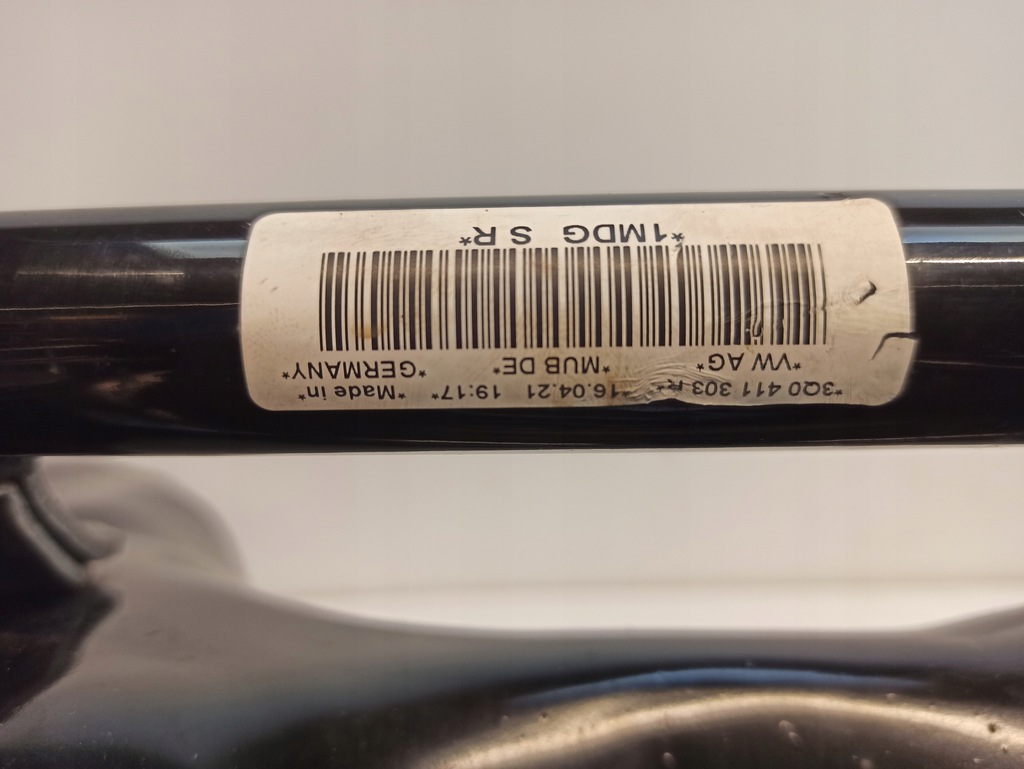 *3Q0 411 303 R* *16.04.21 19:17* *Made in*
*VW AG* *MUB DE* *GERMANY*
*1MDG S R*